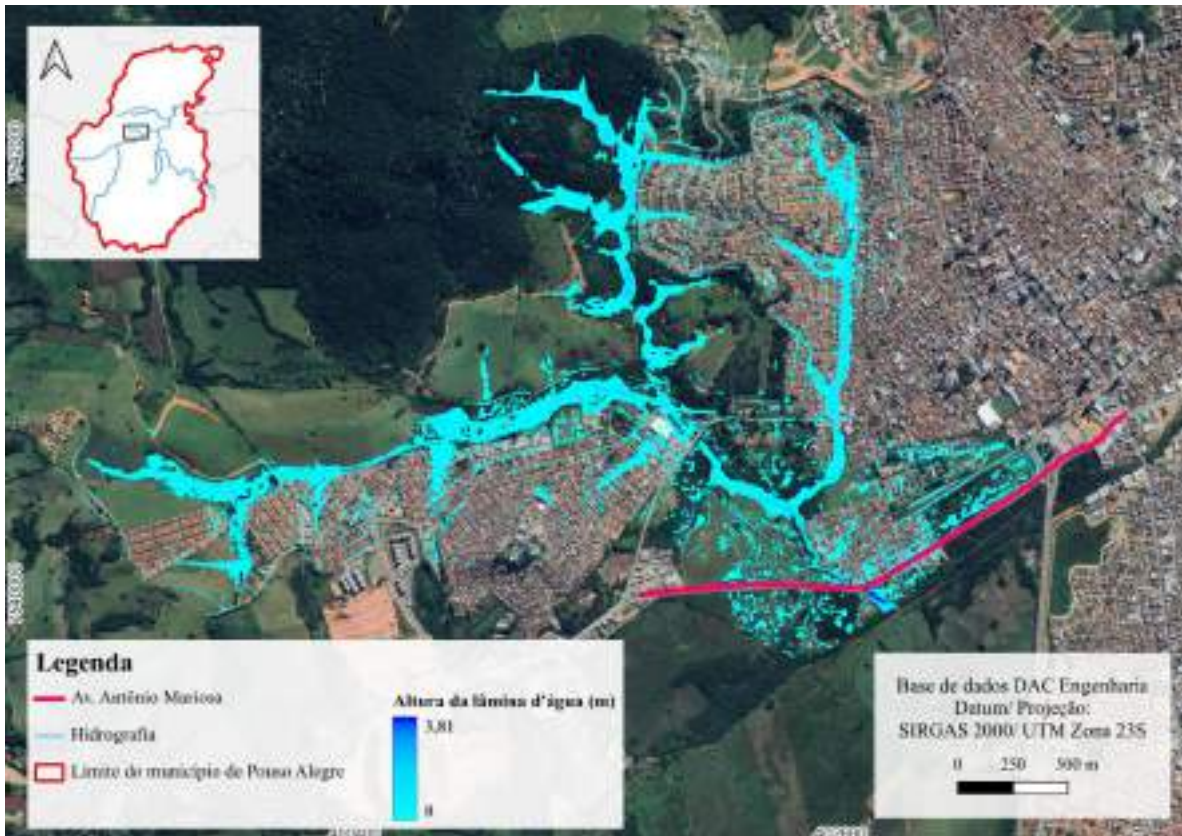 Legenda
Av. Antônio Mariosa
Hidrografia
Limite do município de Pouso Alegre
Altura da lâmina d'água (m)
3,81
0
Base de dados DAC Engenharia
Datum/ Projeção:
SIRGAS 2000/ UTM Zona 23S
0 250 500 m